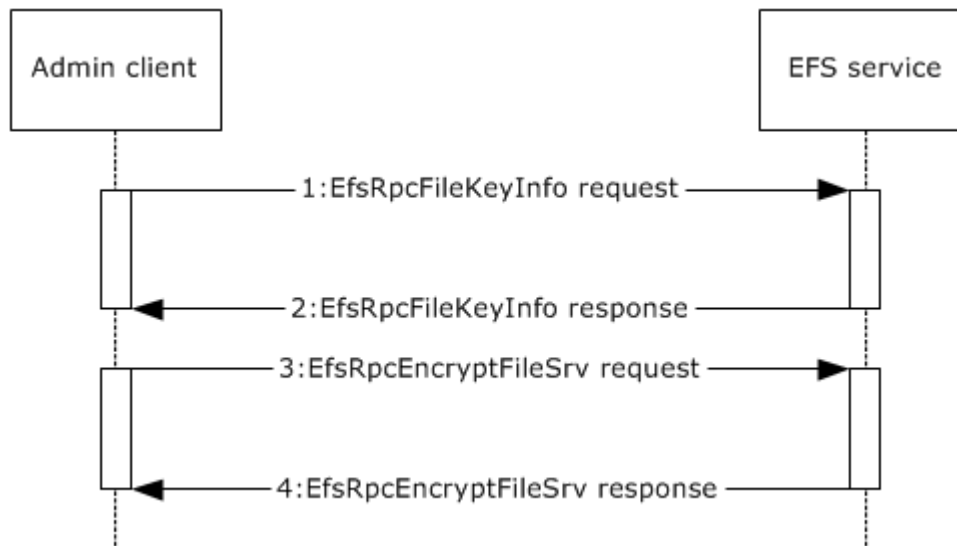 Admin client
EFS service
1:EfsRpcFileKeyInfo request
2:EfsRpcFileKeyInfo response
3:EfsRpcEncryptFileSrv request
4:EfsRpcEncryptFileSrv response